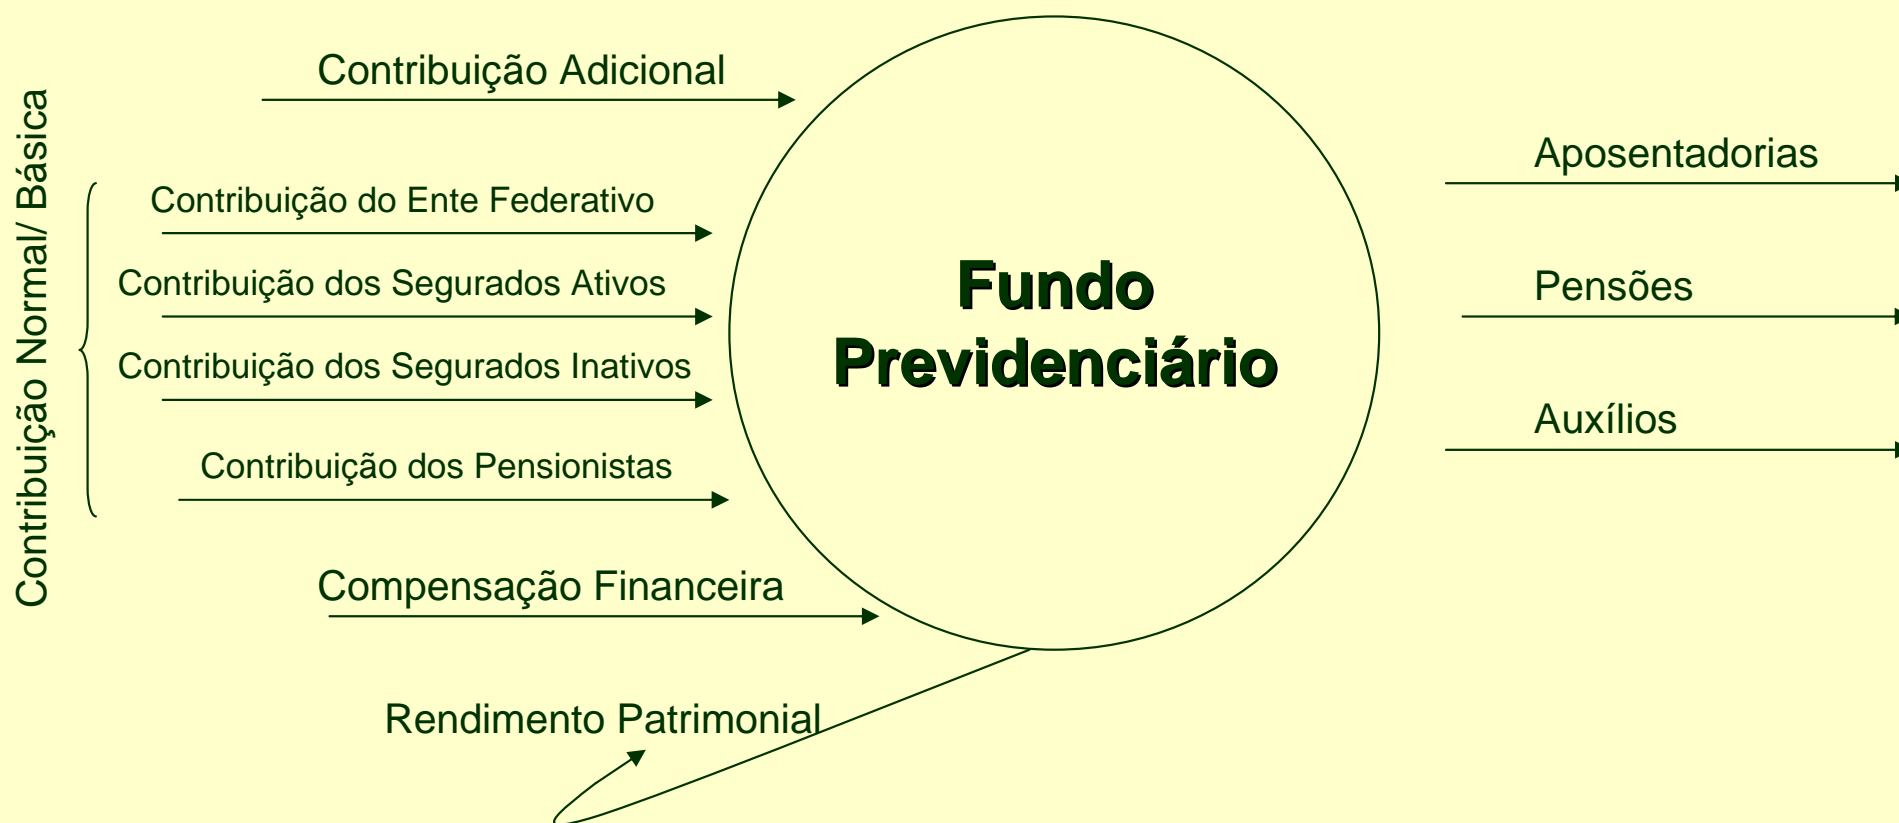 Contribuição Adicional
Contribuição Normal/ Básica
Contribuição do Ente Federativo
Contribuição dos Segurados Ativos
Contribuição dos Segurados Inativos
Contribuição dos Pensionistas
Compensação Financeira
Rendimento Patrimonial
Fundo
Previdenciário
Aposentadorias
Pensões
Auxílios